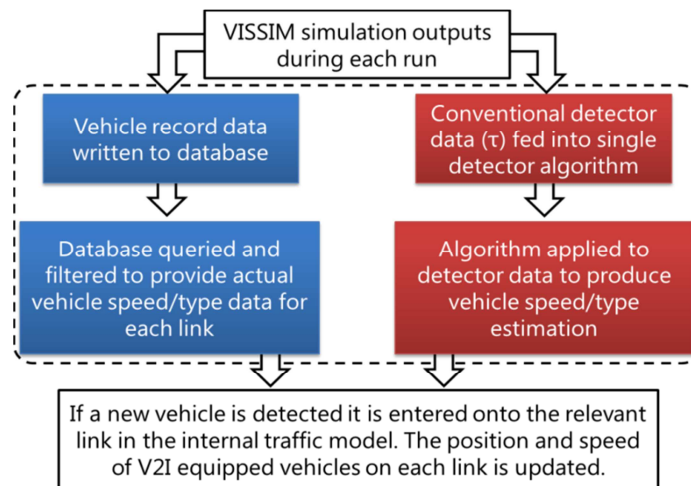 VISSIM simulation outputs
during each run
Vehicle record data
written to database
Conventional detector
data (τ) fed into single
detector algorithm
Database queried and
filtered to provide actual
vehicle speed/type data for
each link
Algorithm applied to
detector data to produce
vehicle speed/type
estimation
If a new vehicle is detected it is entered onto the relevant
link in the internal traffic model. The position and speed
of V2I equipped vehicles on each link is updated.